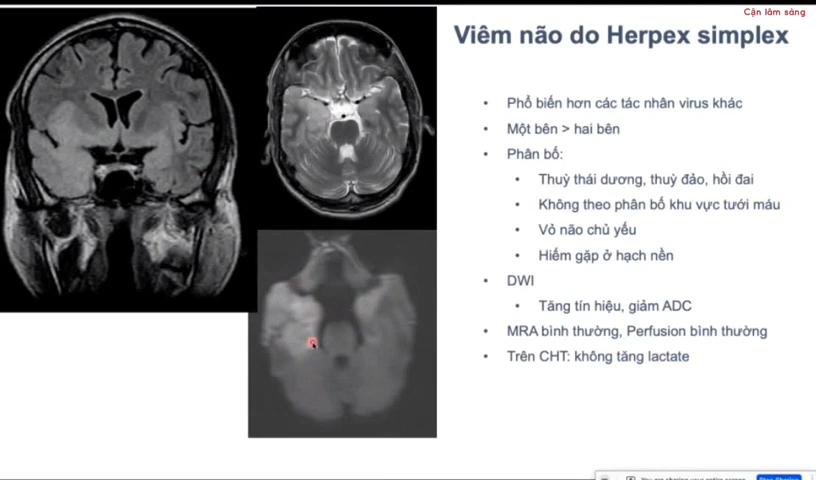 Cận lâm sàng
Viêm não do Herpex simplex
• Phổ biến hơn các tác nhân virus khác
• Một bên > hai bên
• Phân bố:
• Thuỳ thái dương, thuỳ đảo, hồi đai
• Không theo phân bố khu vực tưới máu
• Vỏ não chủ yếu
• Hiếm gặp ở hạch nền
• DWI
• Tăng tín hiệu, giảm ADC
• MRA bình thường, Perfusion bình thường
• Trên CHT: không tăng lactate